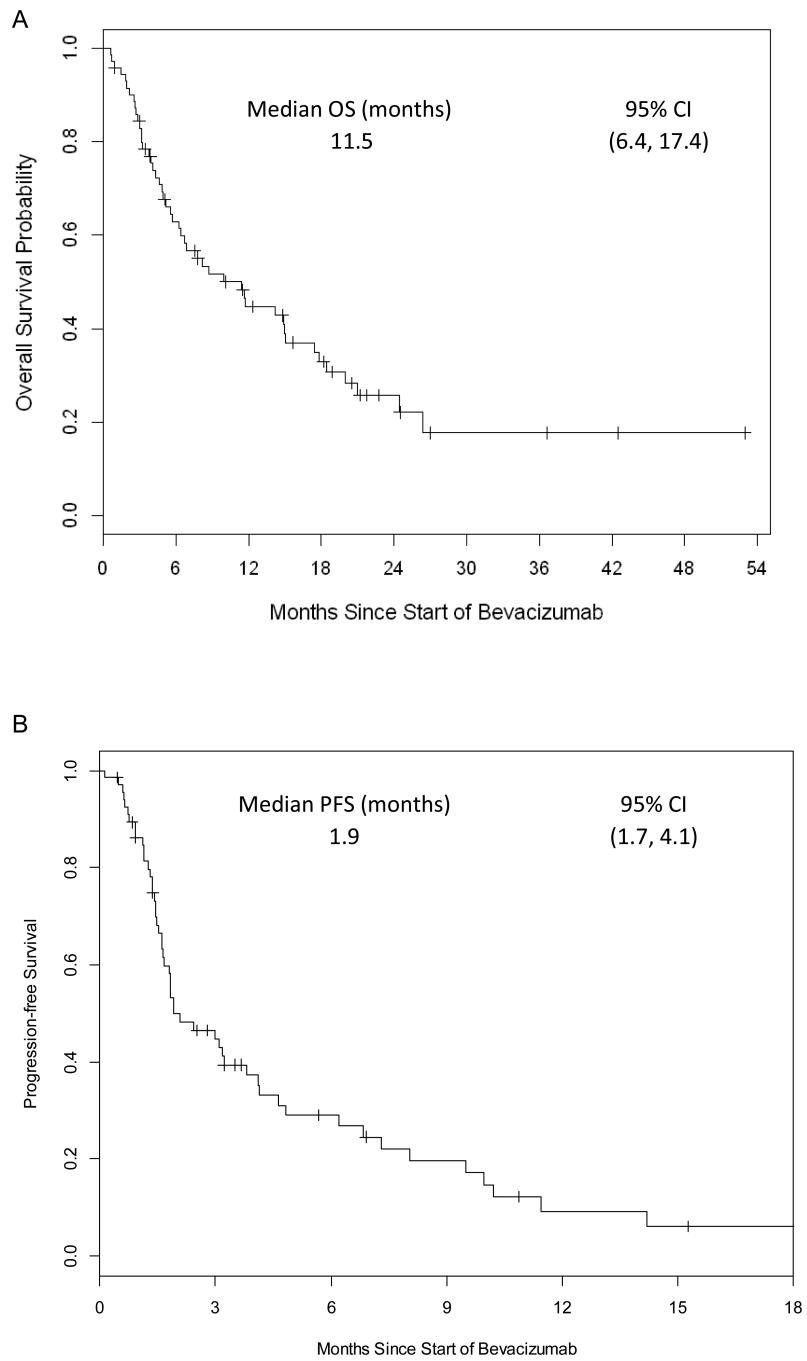 A
Median OS (months) 95% CI
11.5 (6.4, 17.4)
Overall Survival Probability
1.0
0.8
0.6
0.4
0.2
0.0
0 6 12 18 24 30 36 42 48 54
Months Since Start of Bevacizumab
B
Median PFS (months) 95% CI
1.9 (1.7, 4.1)
Progression-free Survival
1.0
0.8
0.6
0.4
0.2
0.0
0 3 6 9 12 15 18
Months Since Start of Bevacizumab